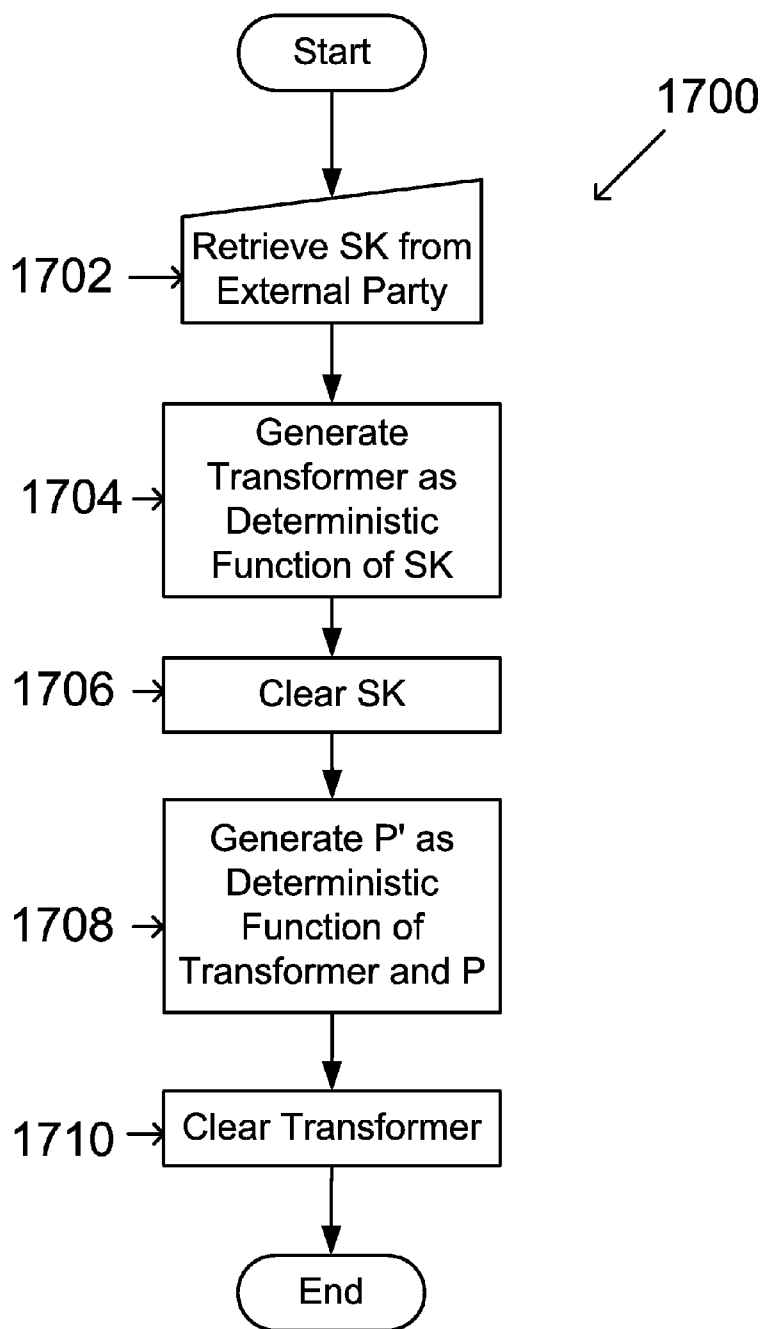 Start
1700
1702
Retrieve SK from
External Party
1704
Generate
Transformer as
Deterministic
Function of SK
1706
Clear SK
1708
Generate P' as
Deterministic
Function of
Transformer and P
1710
Clear Transformer
End